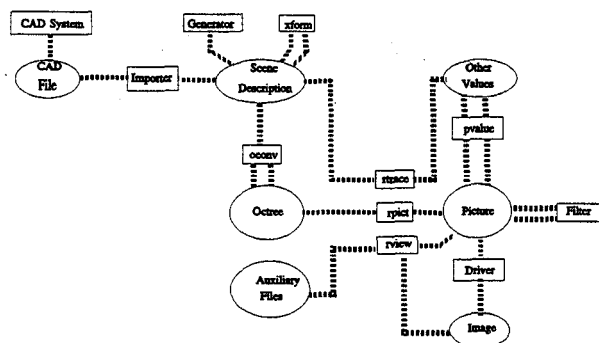 CAD System
Generator
xform
CAD
File
Importer
Scene
Description
Other
Values
pvalue
oconv
rtrace
Octree
rpict
Picture
Filter
rview
Auxiliary
Files
Driver
Image